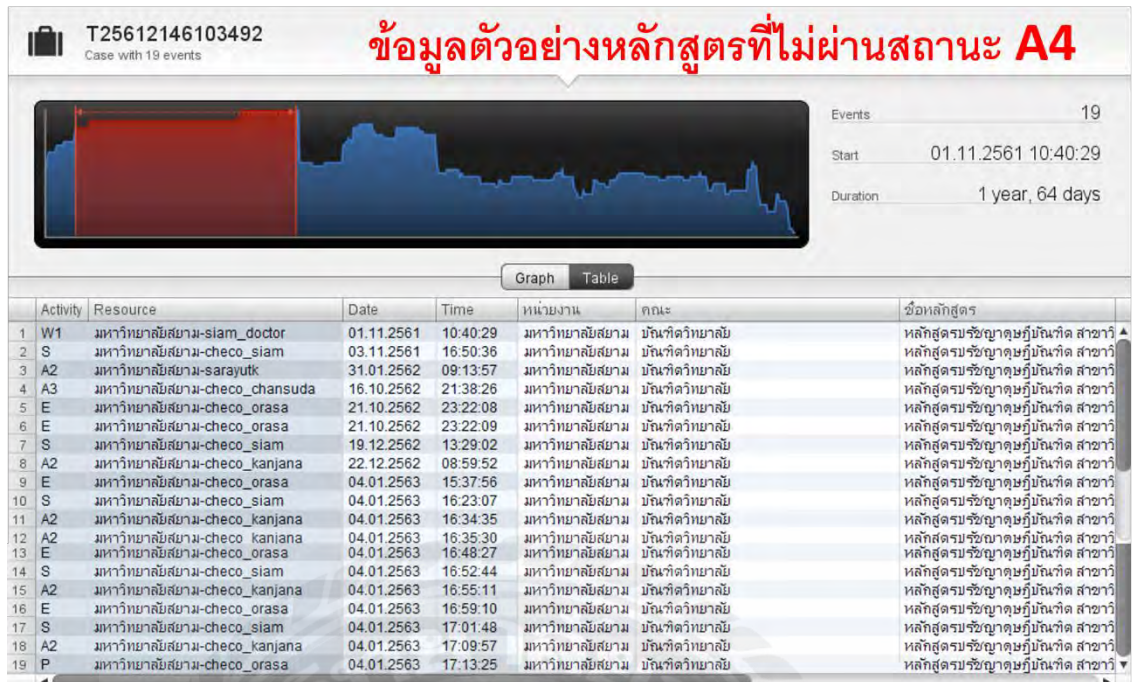 T25612146103492
Case with 19 events
ข้อมูลตัวอย่างหลักสูตรที่ไม่ผ่านสถานะ A4
Events 19
Start 01.11.2561 10:40:29
Duration 1 year, 64 days
Graph Table
Activity Resource Date Time หน่วยงาน คณะ ชื่อหลักสูตร
1 W1 มหาวิทยาลัยสยาม-siam_doctor 01.11.2561 10:40:29 มหาวิทยาลัยสยาม บัณฑิตวิทยาลัย หลักสูตรปรัชญาดุษฎีบัณฑิต สาขาวิ
2 S มหาวิทยาลัยสยาม-checo_siam 03.11.2561 16:50:36 มหาวิทยาลัยสยาม บัณฑิตวิทยาลัย หลักสูตรปรัชญาดุษฎีบัณฑิต สาขาวิ
3 A2 มหาวิทยาลัยสยาม-sarayutk 31.01.2562 09:13:57 มหาวิทยาลัยสยาม บัณฑิตวิทยาลัย หลักสูตรปรัชญาดุษฎีบัณฑิต สาขาวิ
4 A3 มหาวิทยาลัยสยาม-checo_chansuda 16.10.2562 21:38:26 มหาวิทยาลัยสยาม บัณฑิตวิทยาลัย หลักสูตรปรัชญาดุษฎีบัณฑิต สาขาวิ
5 E มหาวิทยาลัยสยาม-checo_orasa 21.10.2562 23:22:08 มหาวิทยาลัยสยาม บัณฑิตวิทยาลัย หลักสูตรปรัชญาดุษฎีบัณฑิต สาขาวิ
6 E มหาวิทยาลัยสยาม-checo_orasa 21.10.2562 23:22:09 มหาวิทยาลัยสยาม บัณฑิตวิทยาลัย หลักสูตรปรัชญาดุษฎีบัณฑิต สาขาวิ
7 S มหาวิทยาลัยสยาม-checo_siam 19.12.2562 13:29:02 มหาวิทยาลัยสยาม บัณฑิตวิทยาลัย หลักสูตรปรัชญาดุษฎีบัณฑิต สาขาวิ
8 A2 มหาวิทยาลัยสยาม-checo_kanjana 22.12.2562 08:59:52 มหาวิทยาลัยสยาม บัณฑิตวิทยาลัย หลักสูตรปรัชญาดุษฎีบัณฑิต สาขาวิ
9 E มหาวิทยาลัยสยาม-checo_orasa 04.01.2563 15:37:56 มหาวิทยาลัยสยาม บัณฑิตวิทยาลัย หลักสูตรปรัชญาดุษฎีบัณฑิต สาขาวิ
10 S มหาวิทยาลัยสยาม-checo_siam 04.01.2563 16:23:07 มหาวิทยาลัยสยาม บัณฑิตวิทยาลัย หลักสูตรปรัชญาดุษฎีบัณฑิต สาขาวิ
11 A2 มหาวิทยาลัยสยาม-checo_kanjana 04.01.2563 16:34:35 มหาวิทยาลัยสยาม บัณฑิตวิทยาลัย หลักสูตรปรัชญาดุษฎีบัณฑิต สาขาวิ
12 A2 มหาวิทยาลัยสยาม-checo_kanjana 04.01.2563 16:35:30 มหาวิทยาลัยสยาม บัณฑิตวิทยาลัย หลักสูตรปรัชญาดุษฎีบัณฑิต สาขาวิ
13 E มหาวิทยาลัยสยาม-checo_orasa 04.01.2563 16:48:27 มหาวิทยาลัยสยาม บัณฑิตวิทยาลัย หลักสูตรปรัชญาดุษฎีบัณฑิต สาขาวิ
14 S มหาวิทยาลัยสยาม-checo_siam 04.01.2563 16:52:44 มหาวิทยาลัยสยาม บัณฑิตวิทยาลัย หลักสูตรปรัชญาดุษฎีบัณฑิต สาขาวิ
15 A2 มหาวิทยาลัยสยาม-checo_kanjana 04.01.2563 16:55:11 มหาวิทยาลัยสยาม บัณฑิตวิทยาลัย หลักสูตรปรัชญาดุษฎีบัณฑิต สาขาวิ
16 E มหาวิทยาลัยสยาม-checo_orasa 04.01.2563 16:59:10 มหาวิทยาลัยสยาม บัณฑิตวิทยาลัย หลักสูตรปรัชญาดุษฎีบัณฑิต สาขาวิ
17 S มหาวิทยาลัยสยาม-checo_siam 04.01.2563 17:01:48 มหาวิทยาลัยสยาม บัณฑิตวิทยาลัย หลักสูตรปรัชญาดุษฎีบัณฑิต สาขาวิ
18 A2 มหาวิทยาลัยสยาม-checo_kanjana 04.01.2563 17:09:57 มหาวิทยาลัยสยาม บัณฑิตวิทยาลัย หลักสูตรปรัชญาดุษฎีบัณฑิต สาขาวิ
19 P มหาวิทยาลัยสยาม-checo_orasa 04.01.2563 17:13:25 มหาวิทยาลัยสยาม บัณฑิตวิทยาลัย หลักสูตรปรัชญาดุษฎีบัณฑิต สาขาวิ